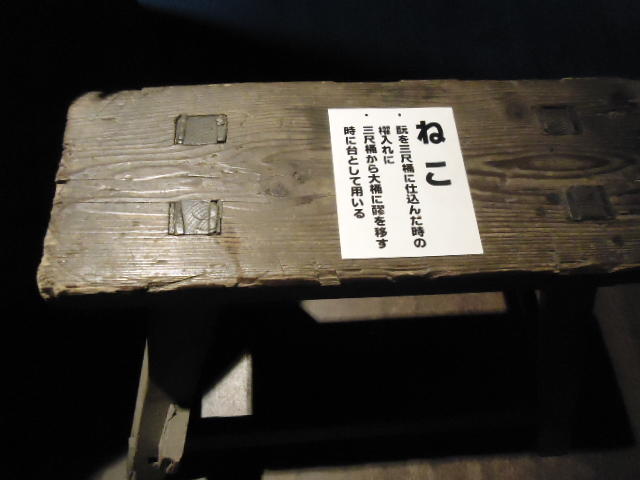 ねこ
・酛を三尺桶に仕込んだ時の
櫂入れに
・三尺桶から大桶に醪を移す
時に台として用いる